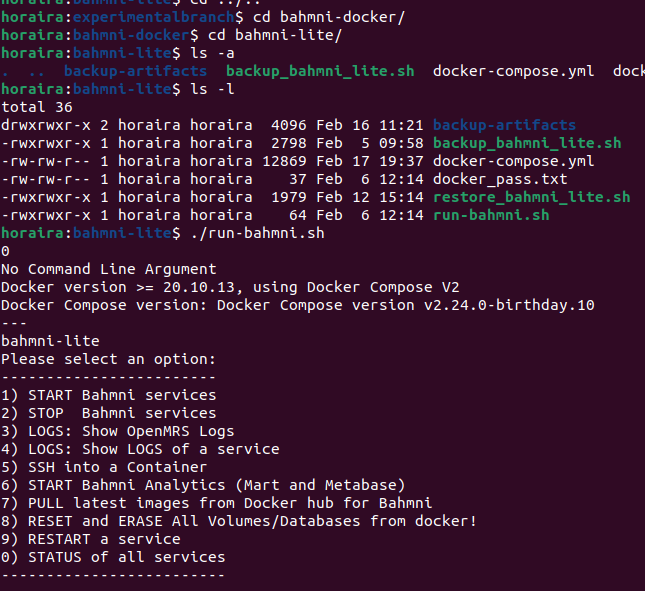 horaira:experimentalbranch$ cd bahmni-docker/
horaira:bahmni-docker$ cd bahmni-lite/
horaira:bahmni-lite$ ls -a
.  ..  backup-artifacts  backup_bahmni_lite.sh  docker-compose.yml  dock
horaira:bahmni-lite$ ls -l
total 36
drwxrwxr-x 2 horaira horaira  4096 Feb 16 11:21 backup-artifacts
-rwxrwxr-x 1 horaira horaira  2798 Feb  5 09:58 backup_bahmni_lite.sh
-rw-rw-r-- 1 horaira horaira 12869 Feb 17 19:37 docker-compose.yml
-rw-rw-r-- 1 horaira horaira    37 Feb  6 12:14 docker_pass.txt
-rwxrwxr-x 1 horaira horaira  1979 Feb 12 15:14 restore_bahmni_lite.sh
-rwxrwxr-x 1 horaira horaira    64 Feb  6 12:14 run-bahmni.sh
horaira:bahmni-lite$ ./run-bahmni.sh
0
No Command Line Argument
Docker version >= 20.10.13, using Docker Compose V2
Docker Compose version: Docker Compose version v2.24.0-birthday.10
---
bahmni-lite
Please select an option:
------------------------
1) START Bahmni services
2) STOP  Bahmni services
3) LOGS: Show OpenMRS Logs
4) LOGS: Show LOGS of a service
5) SSH into a Container
6) START Bahmni Analytics (Mart and Metabase)
7) PULL latest images from Docker hub for Bahmni
8) RESET and ERASE All Volumes/Databases from docker!
9) RESTART a service
0) STATUS of all services
-------------------------